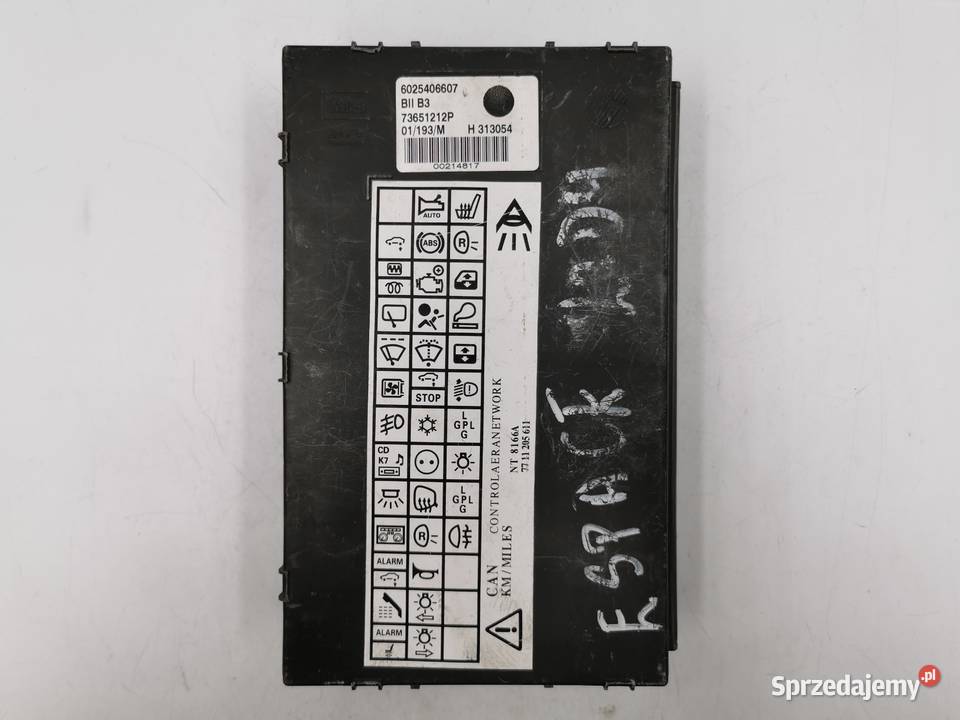 6025406607
BII B3
73651212P
01/193/M H 313054
00214817
AUTO
ABS
R
STOP
L
GPL
G
CD
K7
L
GPL
G
R
ALARM
ALARM
CONTROLAERANETWORK
NT 8166A
77 11 205 611
CAN
KM/MILES
ESPACE
Sprzedajemy.pl